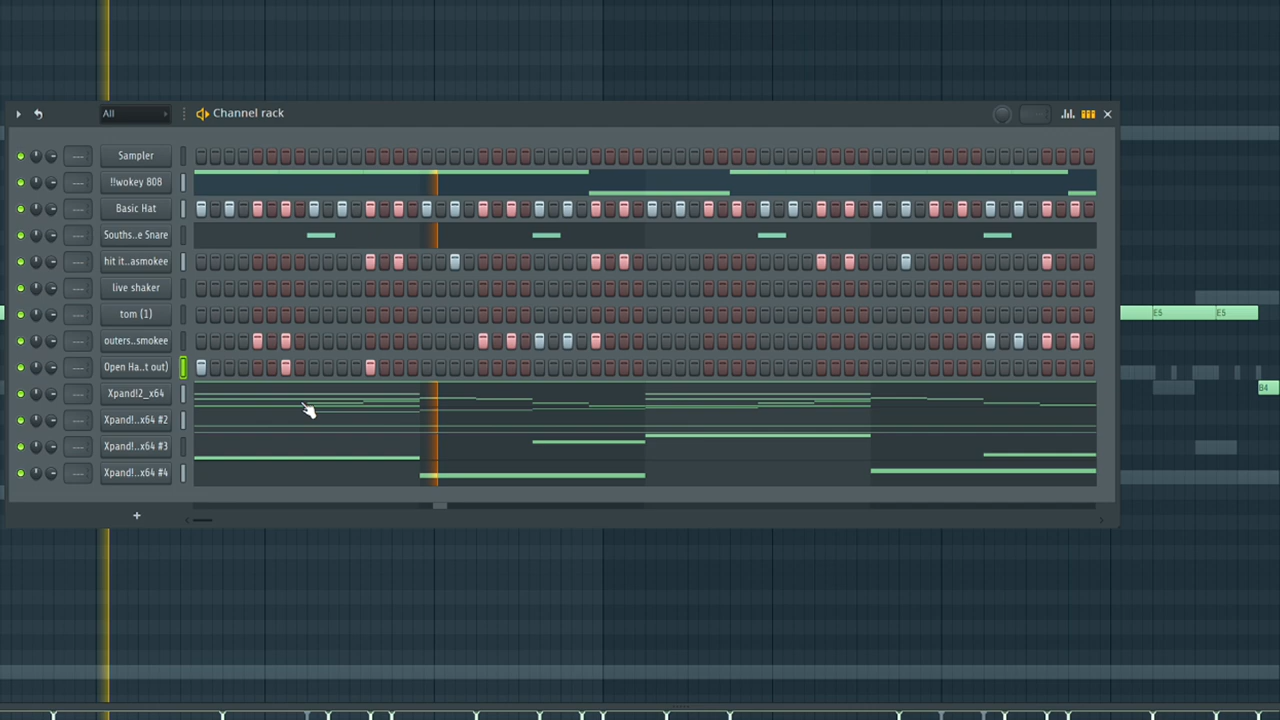 All
Channel rack
Sampler
!!wokey 808
Basic Hat
Souths..e Snare
hit it..asmokee
live shaker
tom (1)
outers..smokee
Open Ha..t out)
Xpand!2_x64
Xpand!..x64 #2
Xpand!..x64 #3
Xpand!..x64 #4
E5
E5
B4